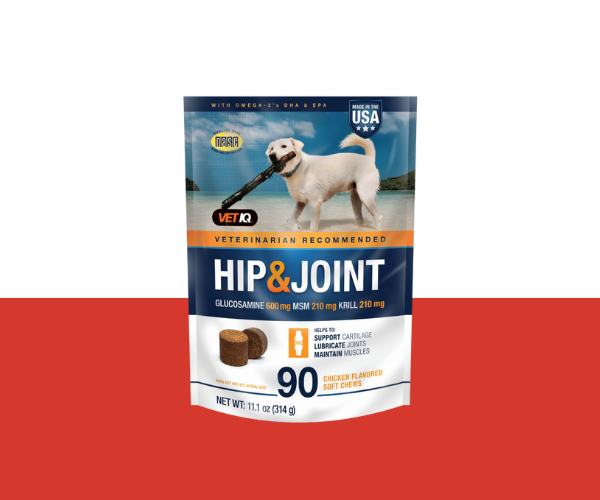 WITH OMEGA-3's DHA & EPA
MADE IN THE
USA
NASC
VETIQ
VETERINARIAN RECOMMENDED
HIP&JOINT
GLUCOSAMINE 600 mg MSM 210 mg KRILL 210 mg
HELPS TO:
SUPPORT CARTILAGE
LUBRICATE JOINTS
MAINTAIN MUSCLES
90 CHICKEN FLAVORED
SOFT CHEWS
NET WT: 11.1 oz (314 g)